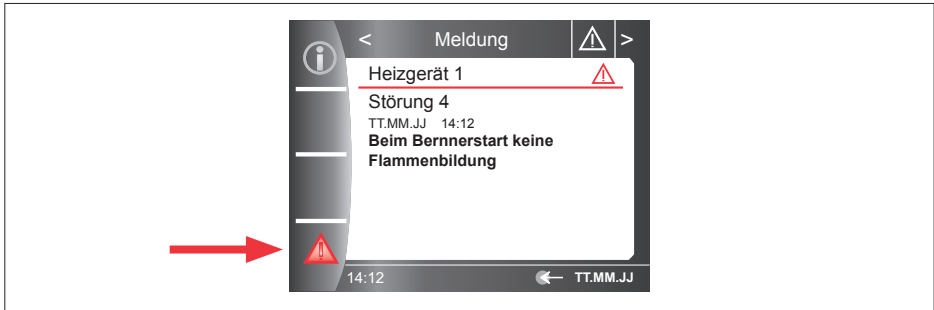 < Meldung >
Heizgerät 1
Störung 4
TT.MM.JJ 14:12
Beim Bernnerstart keine
Flammenbildung
14:12 TT.MM.JJ